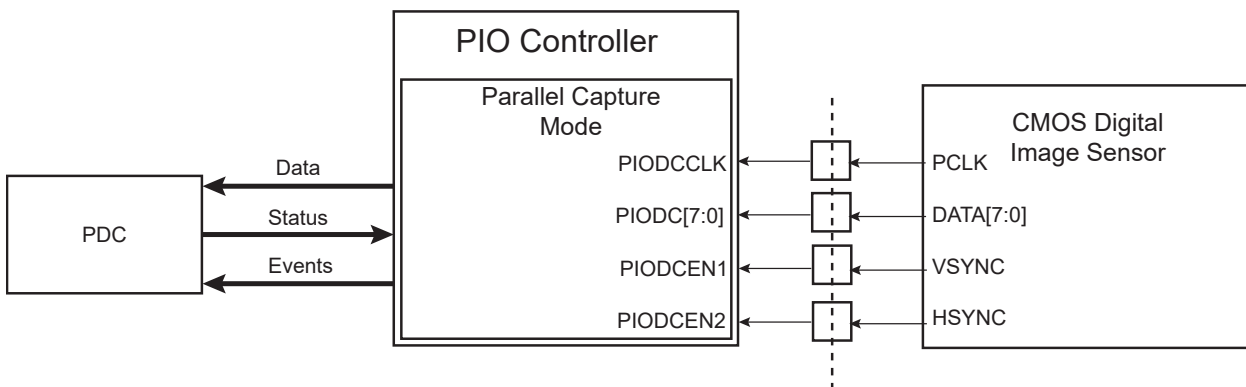 PIO Controller
Parallel Capture
Mode
CMOS Digital
Image Sensor
PIODCCLK
PCLK
Data
PIODC[7:0]
DATA[7:0]
Status
PDC
Events
PIODCEN1
VSYNC
PIODCEN2
HSYNC